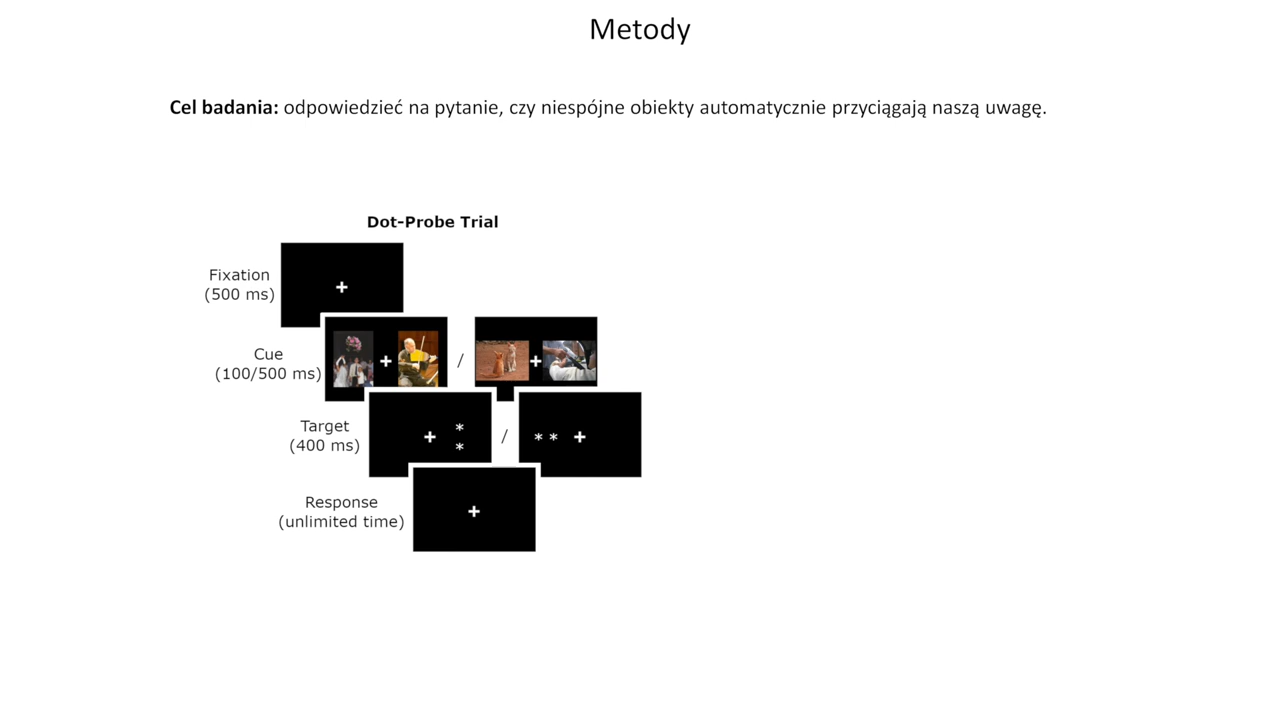 Metody
Cel badania: odpowiedzieć na pytanie, czy niespójne obiekty automatycznie przyciągają naszą uwagę.
Dot-Probe Trial
Fixation
(500 ms)
+
Cue
(100/500 ms)
+ / +
Target
(400 ms)
+ * * / * * +
Response
(unlimited time)
+